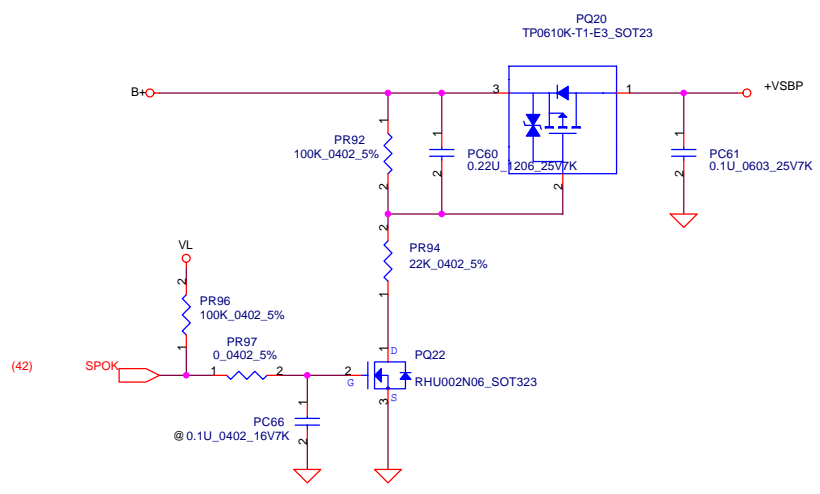 PQ20
TP0610K-T1-E3_SOT23
B+
3
1
+VSBP
1
PR92
100K_0402_5%
2
1
PC60
0.22U_1206_25V7K
2
2
1
PC61
0.1U_0603_25V7K
2
2
PR94
22K_0402_5%
1
VL
2
PR96
100K_0402_5%
1
PR97
0_0402_5%
(42)
SPOK
1
2
2
G
1
D
S
3
PQ22
RHU002N06_SOT323
1
PC66
@0.1U_0402_16V7K
2